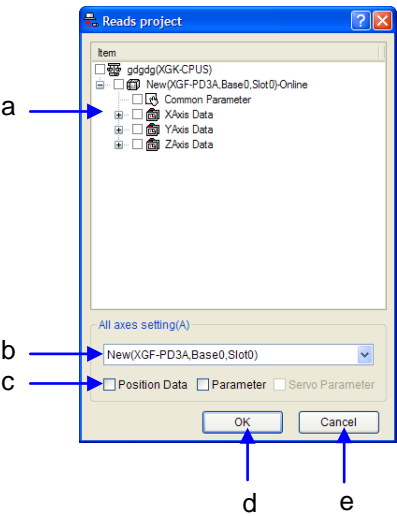 Reads project
Item
gdgdg(XGK-CPUS)
New(XGF-PD3A,Base0,Slot0)-Online
Common Parameter
a
XAxis Data
YAxis Data
ZAxis Data
All axes setting(A)
b
New(XGF-PD3A,Base0,Slot0)
c
Position Data Parameter Servo Parameter
OK Cancel
d e